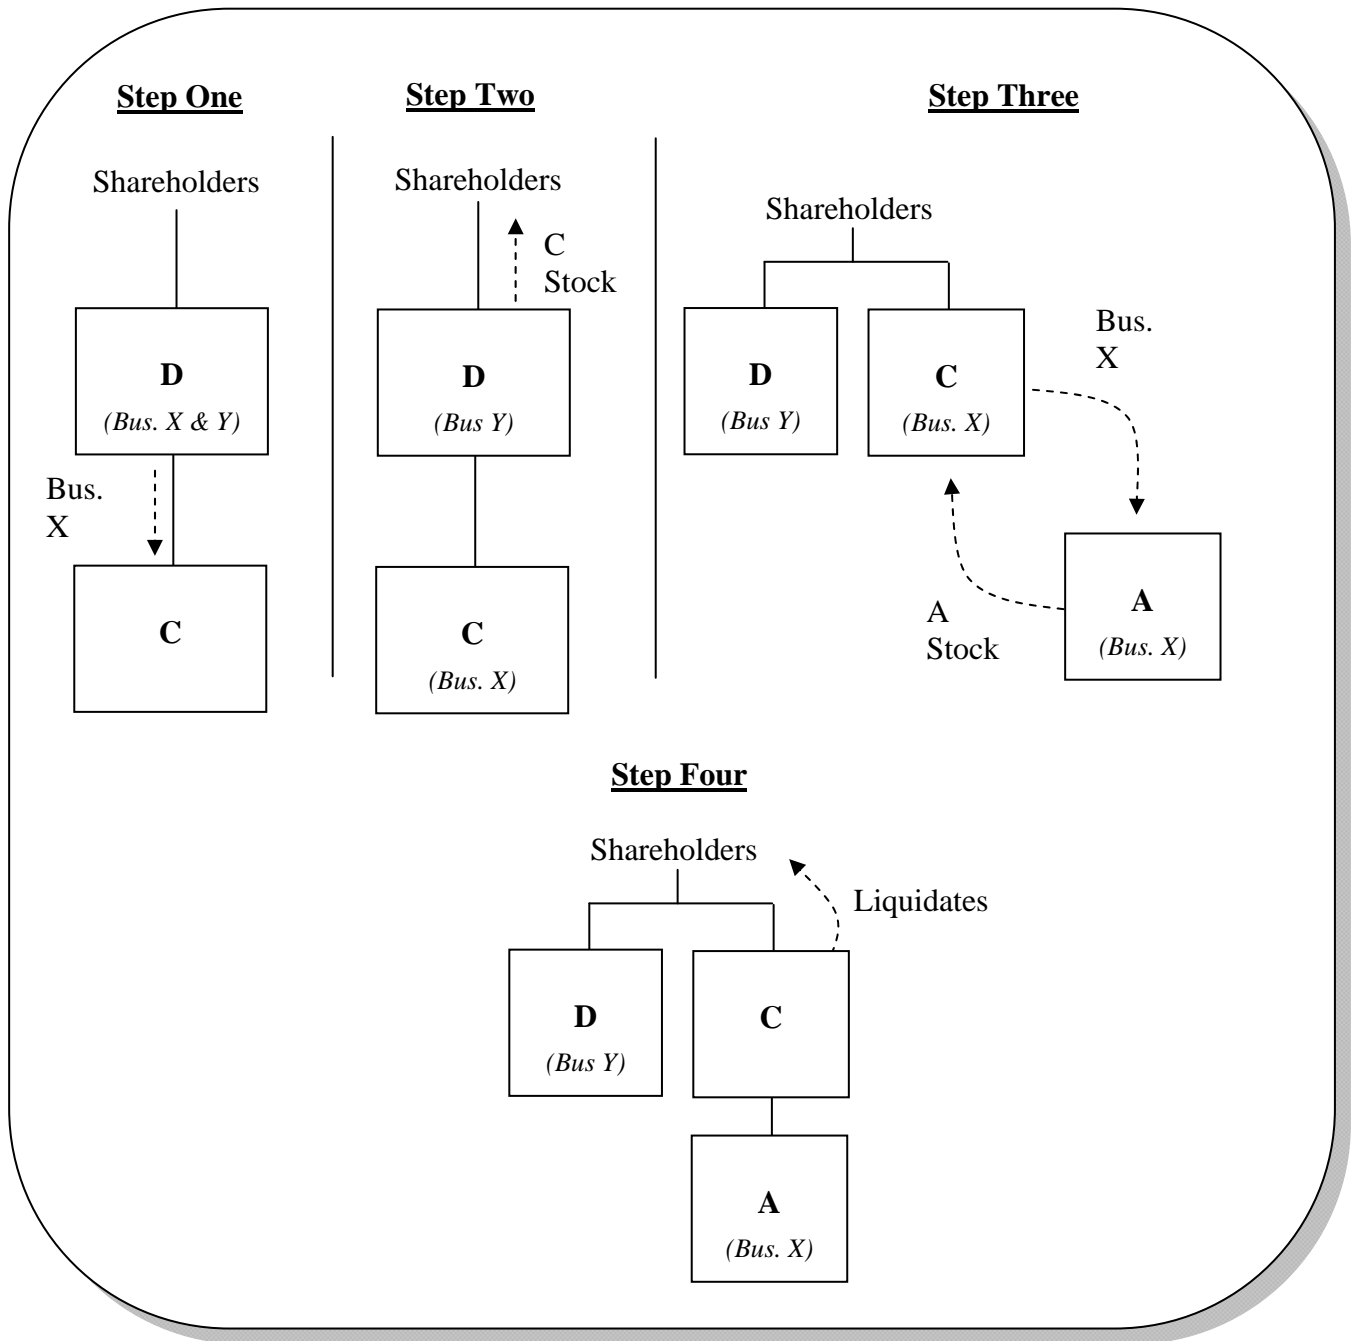 Step One
Shareholders
D
(Bus. X & Y)
Bus.
X
C
Step Two
Shareholders
C
Stock
D
(Bus Y)
C
(Bus. X)
Step Three
Shareholders
D
(Bus Y)
C
(Bus. X)
Bus.
X
A
Stock
A
(Bus. X)
Step Four
Shareholders
Liquidates
D
(Bus Y)
C
A
(Bus. X)